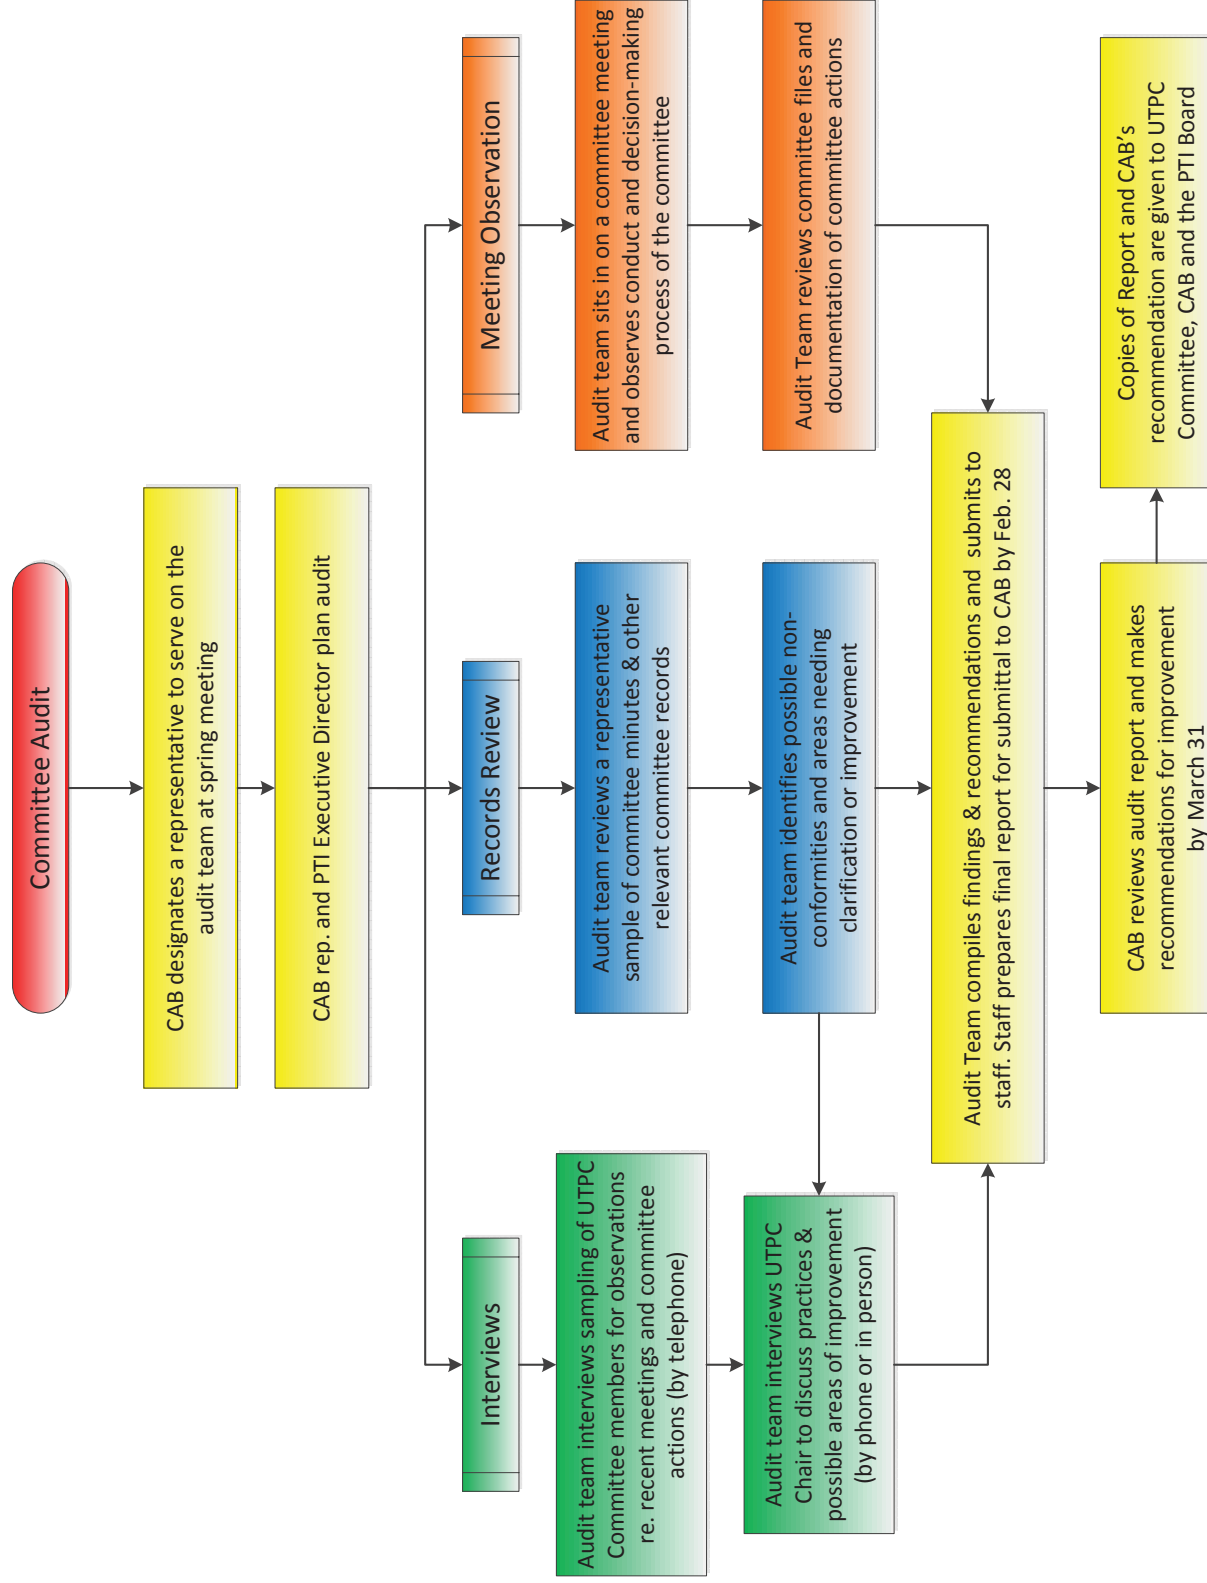 Committee Audit
CAB designates a representative to serve on the
audit team at spring meeting
CAB rep. and PTI Executive Director plan audit
Interviews
Audit team interviews sampling of UTPC
Committee members for observations
re. recent meetings and committee
actions (by telephone)
Audit team interviews UTPC
Chair to discuss practices &
possible areas of improvement
(by phone or in person)
Records Review
Audit team reviews a representative
sample of committee minutes & other
relevant committee records
Audit team identifies possible non-
conformities and areas needing
clarification or improvement
Meeting Observation
Audit team sits in on a committee meeting
and observes conduct and decision-making
process of the committee
Audit Team reviews committee files and
documentation of committee actions
Audit Team compiles findings & recommendations and submits to
staff. Staff prepares final report for submittal to CAB by Feb. 28
CAB reviews audit report and makes
recommendations for improvement
by March 31
Copies of Report and CAB's
recommendation are given to UTPC
Committee, CAB and the PTI Board